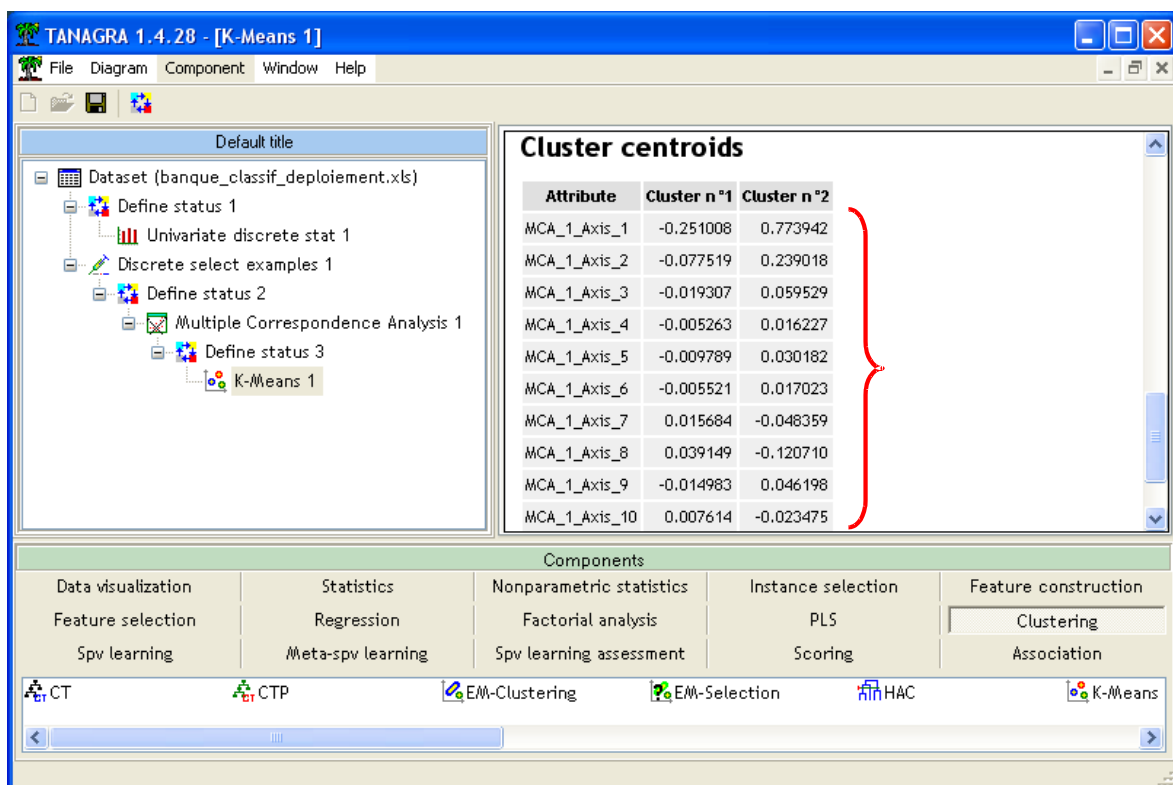 TANAGRA 1.4.28 - [K-Means 1]
File Diagram Component Window Help
Default title
Dataset (banque_classif_deploiement.xls)
Define status 1
Univariate discrete stat 1
Discrete select examples 1
Define status 2
Multiple Correspondence Analysis 1
Define status 3
K-Means 1
Cluster centroids
Attribute Cluster n°1 Cluster n°2
MCA_1_Axis_1 -0.251008 0.773942
MCA_1_Axis_2 -0.077519 0.239018
MCA_1_Axis_3 -0.019307 0.059529
MCA_1_Axis_4 -0.005263 0.016227
MCA_1_Axis_5 -0.009789 0.030182
MCA_1_Axis_6 -0.005521 0.017023
MCA_1_Axis_7 0.015684 -0.048359
MCA_1_Axis_8 0.039149 -0.120710
MCA_1_Axis_9 -0.014983 0.046198
MCA_1_Axis_10 0.007614 -0.023475
Components
Data visualization Statistics Nonparametric statistics Instance selection Feature construction
Feature selection Regression Factorial analysis PLS Clustering
Spv learning Meta-spv learning Spv learning assessment Scoring Association
CT CTP EM-Clustering EM-Selection HAC K-Means